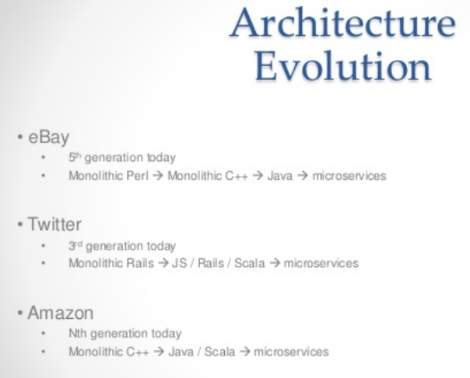 Architecture
Evolution
• eBay
• 5th generation today
• Monolithic Perl → Monolithic C++ → Java → microservices
• Twitter
• 3rd generation today
• Monolithic Rails → JS / Rails / Scala → microservices
• Amazon
• Nth generation today
• Monolithic C++ → Java / Scala → microservices